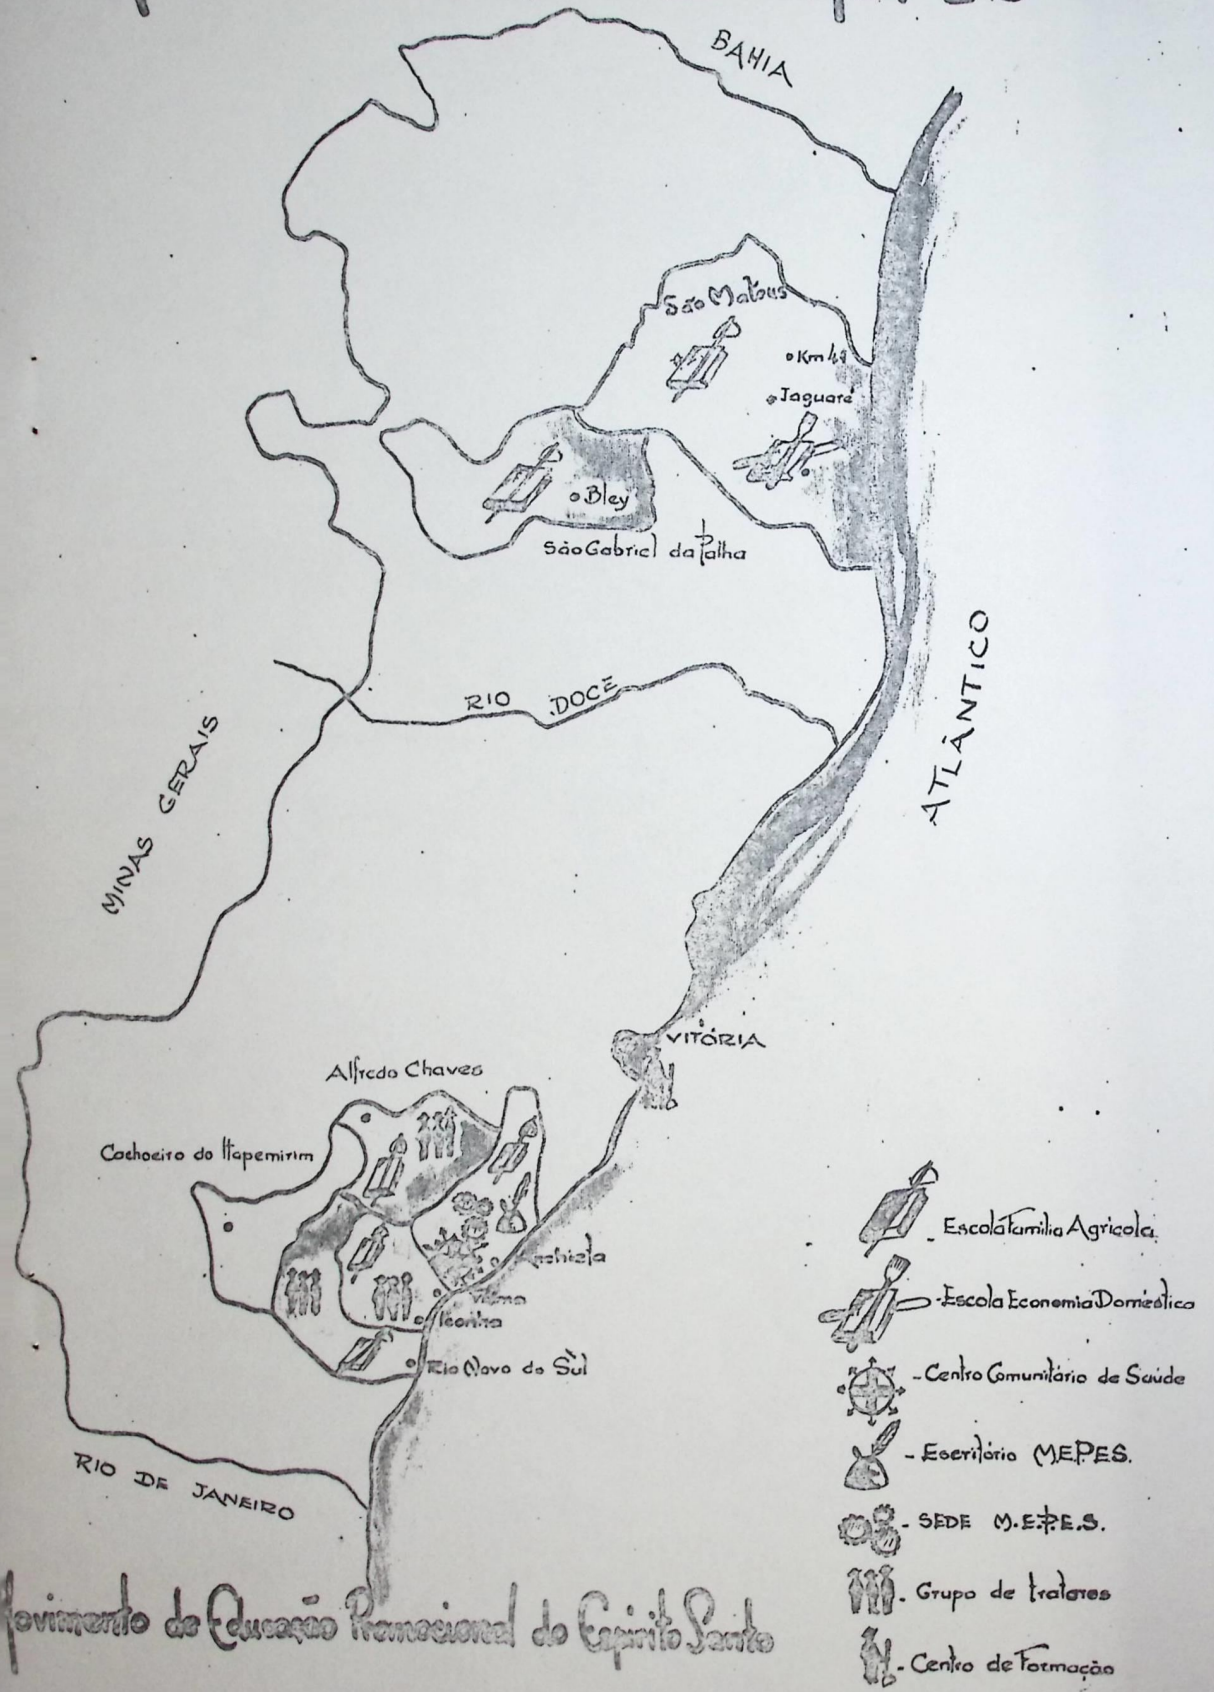 BAHIA
São Mateus
Km 41
Jaguaré
Bley
São Gabriel da Palha
RIO DOCE
ATLÂNTICO
MINAS GERAIS
VITÓRIA
Alfredo Chaves
Cachoeiro do Itapemirim
Anchieta
Iconha
Rio Novo do Sul
RIO DE JANEIRO
Escola Família Agrícola
- Escola Economia Doméstica
- Centro Comunitário de Saúde
- Escritório M.E.P.E.S.
- SEDE M.E.P.E.S.
- Grupo de tratores
- Centro de Formação
Movimento de Educação Promocional do Espírito Santo